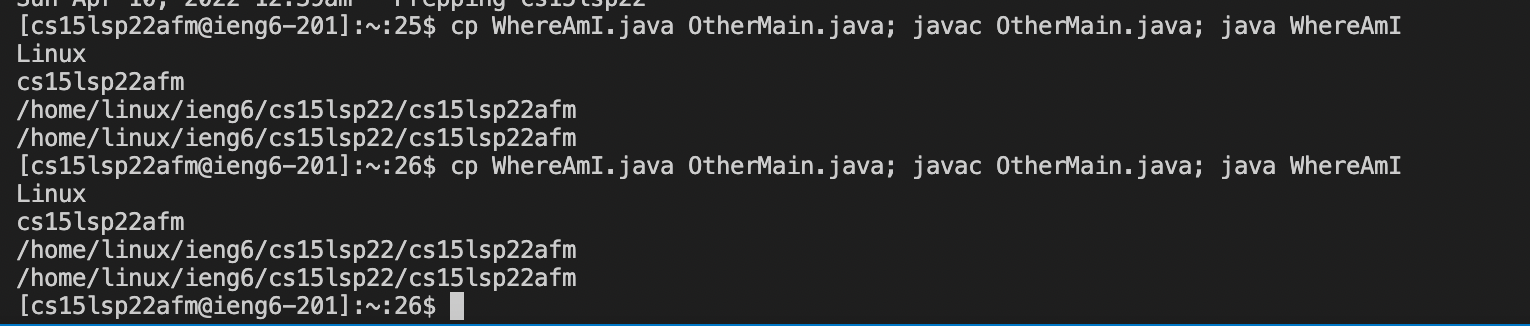 Sun Apr 10, 2022 12:39am - Prepping cs15lsp22
[cs15lsp22afm@ieng6-201]:~:25$ cp WhereAmI.java OtherMain.java; javac OtherMain.java; java WhereAmI
Linux
cs15lsp22afm
/home/linux/ieng6/cs15lsp22/cs15lsp22afm
/home/linux/ieng6/cs15lsp22/cs15lsp22afm
[cs15lsp22afm@ieng6-201]:~:26$ cp WhereAmI.java OtherMain.java; javac OtherMain.java; java WhereAmI
Linux
cs15lsp22afm
/home/linux/ieng6/cs15lsp22/cs15lsp22afm
/home/linux/ieng6/cs15lsp22/cs15lsp22afm
[cs15lsp22afm@ieng6-201]:~:26$